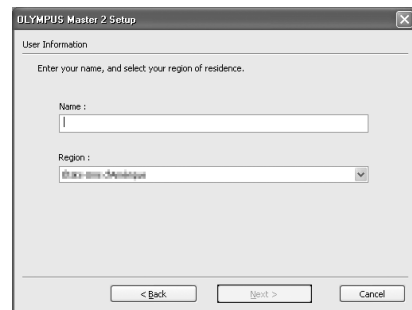 OLYMPUS Master 2 Setup
User Information
Enter your name, and select your region of residence.
Name :
Region :
< Back
Next >
Cancel